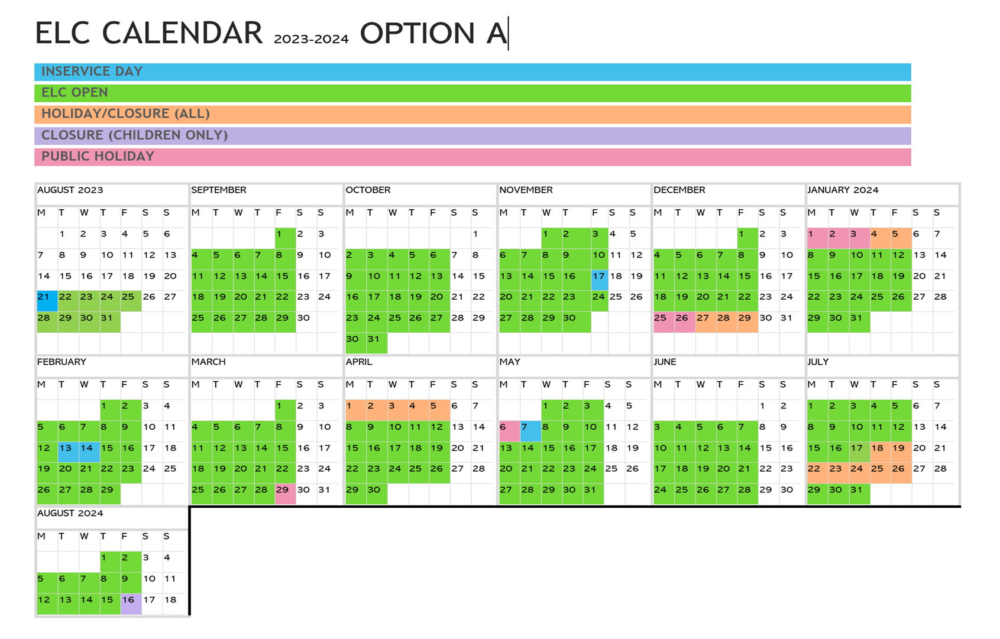 ELC CALENDAR 2023-2024 OPTION A
INSERVICE DAY
ELC OPEN
HOLIDAY/CLOSURE (ALL)
CLOSURE (CHILDREN ONLY)
PUBLIC HOLIDAY
AUGUST 2023 SEPTEMBER OCTOBER NOVEMBER DECEMBER JANUARY 2024
M T W T F S S M T W T F S S M T W T F S S M T W T F S S M T W T F S S M T W T F S S
1 2 3 4 5 6 1 2 3 1 1 2 3 4 5 1 2 3 1 2 3 4 5 6 7
7 8 9 10 11 12 13 4 5 6 7 8 9 10 2 3 4 5 6 7 8 6 7 8 9 10 11 12 4 5 6 7 8 9 10 8 9 10 11 12 13 14
14 15 16 17 18 19 20 11 12 13 14 15 16 17 9 10 11 12 13 14 15 13 14 15 16 17 18 19 11 12 13 14 15 16 17 15 16 17 18 19 20 21
21 22 23 24 25 26 27 18 19 20 21 22 23 24 16 17 18 19 20 21 22 20 21 22 23 24 25 26 18 19 20 21 22 23 24 22 23 24 25 26 27 28
28 29 30 31 25 26 27 28 29 30 23 24 25 26 27 28 29 27 28 29 30 25 26 27 28 29 30 31 29 30 31
30 31
FEBRUARY MARCH APRIL MAY JUNE JULY
M T W T F S S M T W T F S S M T W T F S S M T W T F S S M T W T F S S M T W T F S S
1 2 3 4 1 2 3 1 2 3 4 5 6 7 1 2 3 4 5 1 2 1 2 3 4 5 6 7
5 6 7 8 9 10 11 4 5 6 7 8 9 10 8 9 10 11 12 13 14 6 7 8 9 10 11 12 3 4 5 6 7 8 9 8 9 10 11 12 13 14
12 13 14 15 16 17 18 11 12 13 14 15 16 17 15 16 17 18 19 20 21 13 14 15 16 17 18 19 10 11 12 13 14 15 16 15 16 17 18 19 20 21
19 20 21 22 23 24 25 18 19 20 21 22 23 24 22 23 24 25 26 27 28 20 21 22 23 24 25 26 17 18 19 20 21 22 23 22 23 24 25 26 27 28
26 27 28 29 25 26 27 28 29 30 31 29 30 27 28 29 30 31 24 25 26 27 28 29 30 29 30 31
AUGUST 2024
M T W T F S S
1 2 3 4
5 6 7 8 9 10 11
12 13 14 15 16 17 18